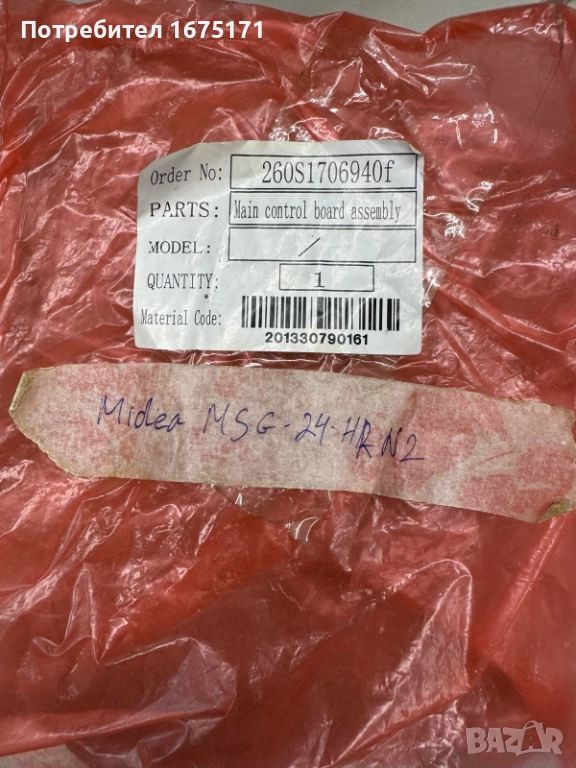 Потребител 1675171
Order No: 260S1706940f
PARTS: Main control board assembly
MODEL: /
QUANTITY: 1
Material Code:
201330790161
Midea MSG-24-HRN2
BAZAR